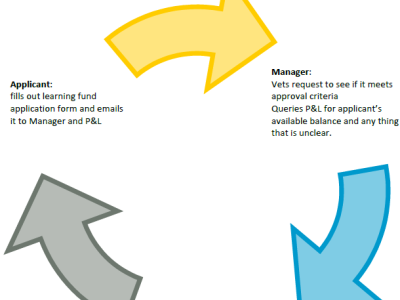 Applicant:
fills out learning fund
application form and emails
it to Manager and P&L
Manager:
Vets request to see if it meets
approval criteria
Queries P&L for applicant's
available balance and any thing
that is unclear.